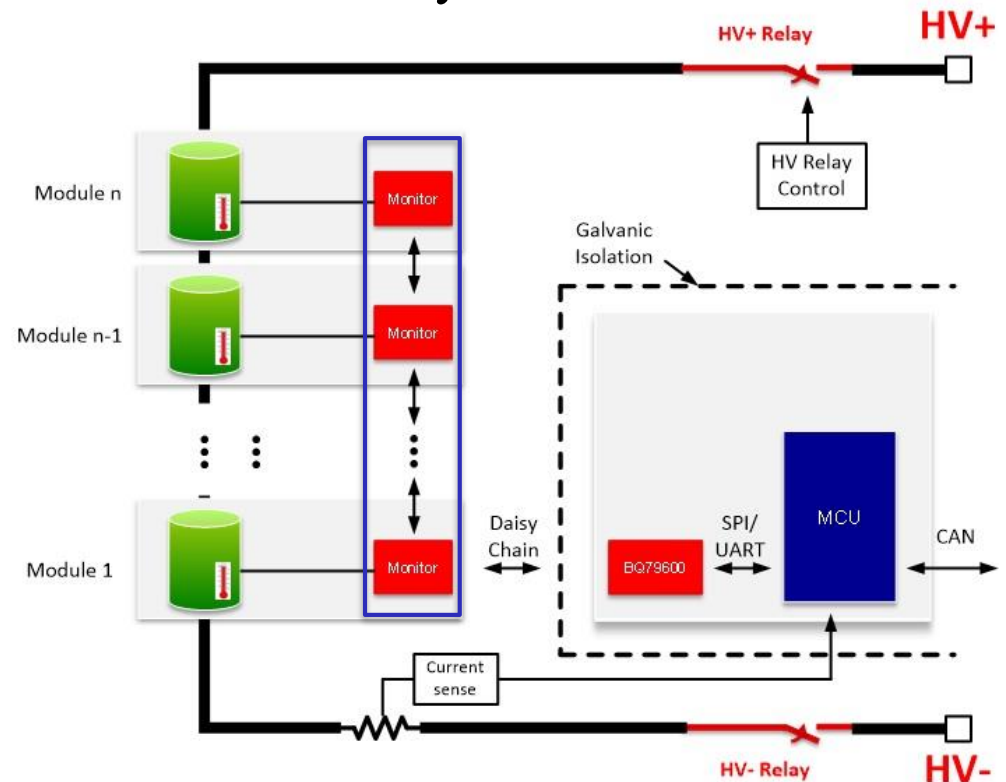 HV+ Relay
HV+
HV Relay
Control
Module n
Monitor
Galvanic
Isolation
Module n-1
Monitor
MCU
Daisy
Chain
SPI/
UART
CAN
Module 1
Monitor
BQ79600
Current
sense
HV- Relay
HV-